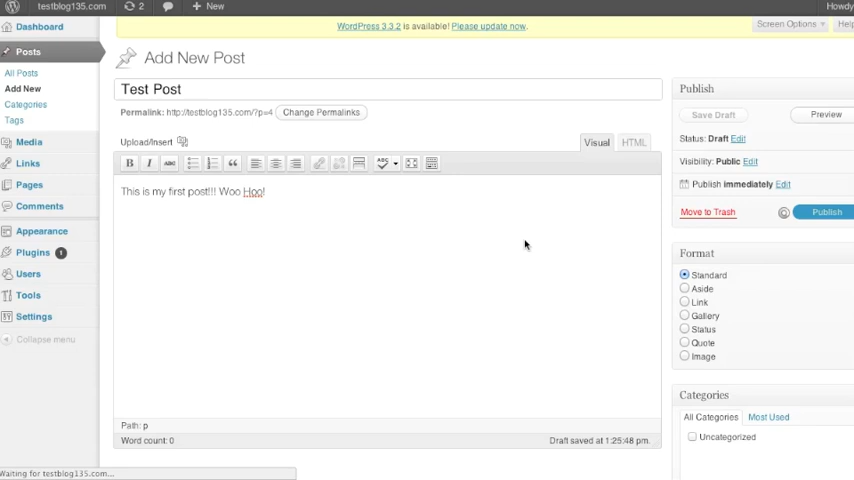 testblog135.com 2 + New Howdy
WordPress 3.3.2 is available! Please update now.
Screen Options Help
Dashboard
Posts
All Posts
Add New
Categories
Tags
Media
Links
Pages
Comments
Appearance
Plugins 1
Users
Tools
Settings
Collapse menu
Add New Post
Test Post
Permalink: http://testblog135.com/?p=4 Change Permalinks
Upload/Insert Visual HTML
B I ABC ABC
This is my first post!!! Woo Hoo!
Path: p
Word count: 0 Draft saved at 1:25:48 pm.
Publish
Save Draft Preview
Status: Draft Edit
Visibility: Public Edit
Publish immediately Edit
Move to Trash Publish
Format
Standard
Aside
Link
Gallery
Status
Quote
Image
Categories
All Categories Most Used
Uncategorized
Waiting for testblog135.com...